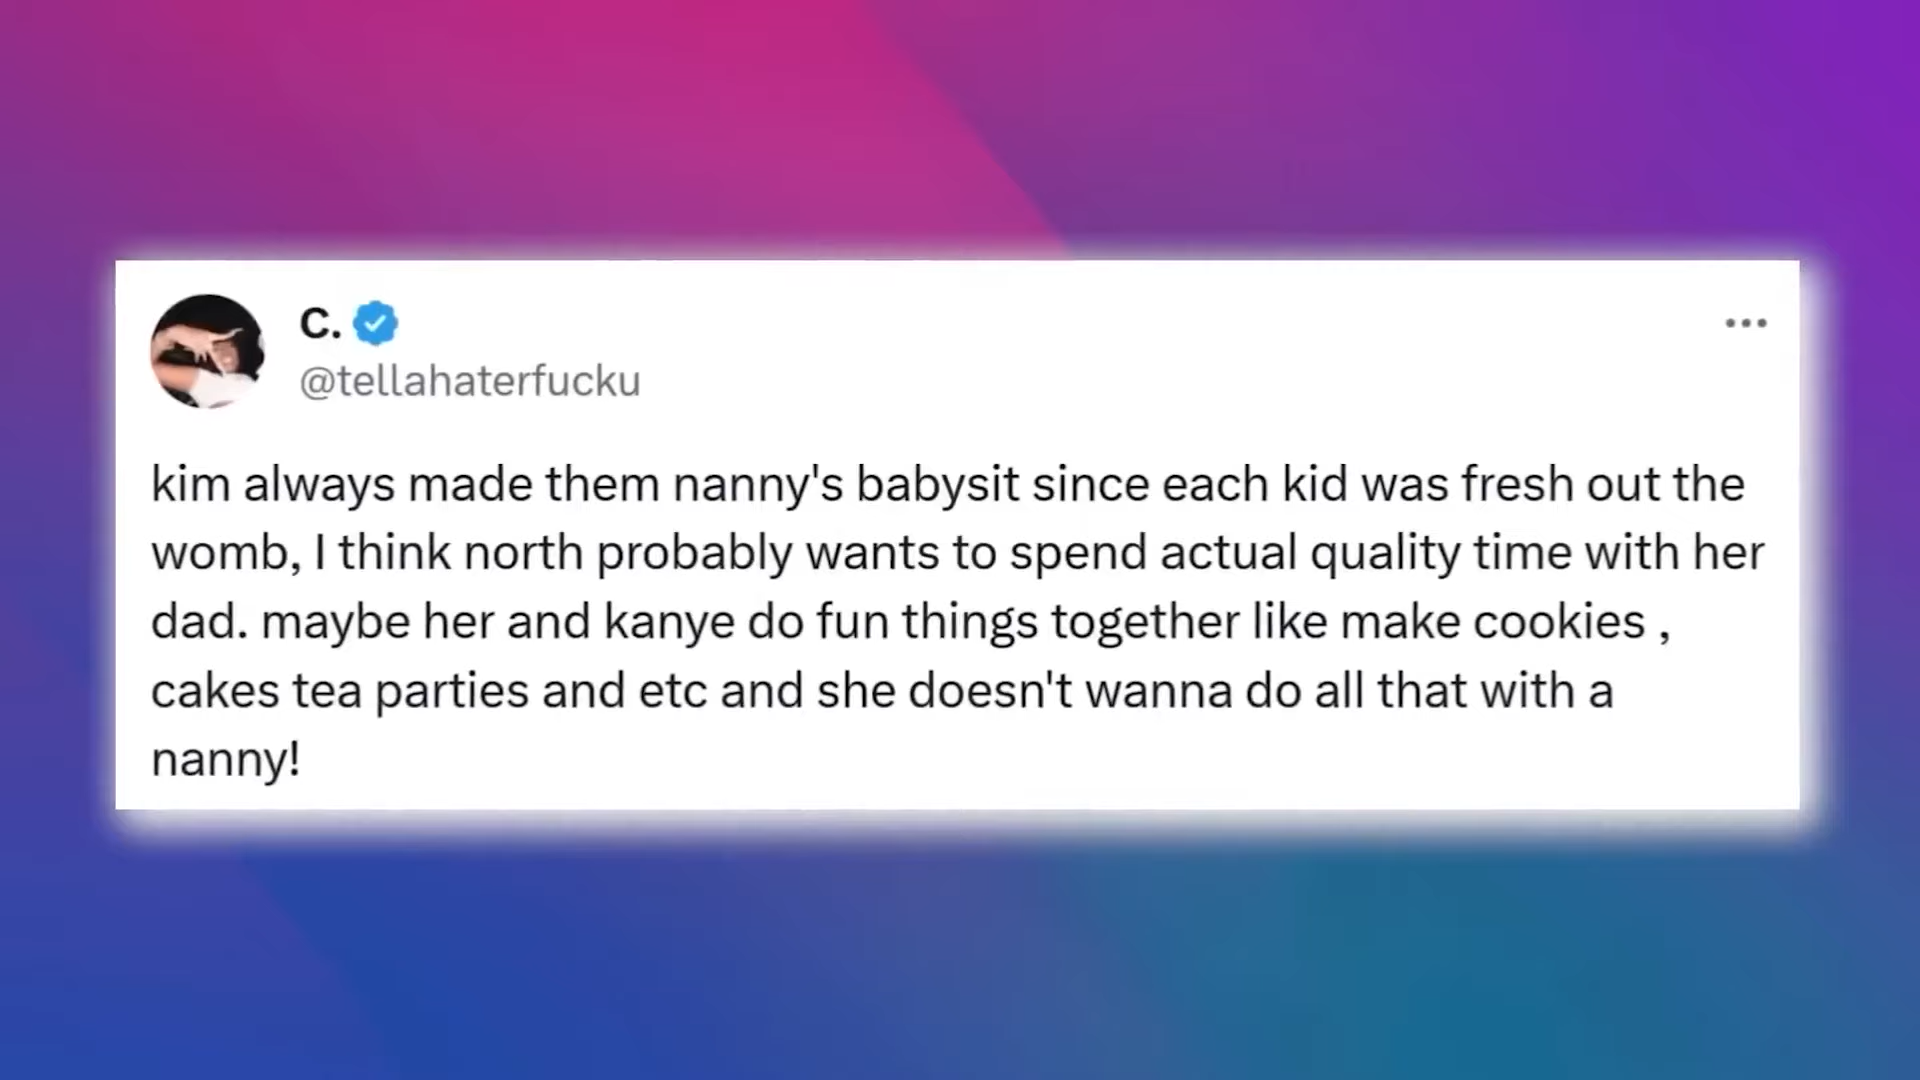 C.
@tellahaterfucku
kim always made them nanny's babysit since each kid was fresh out the
womb, I think north probably wants to spend actual quality time with her
dad. maybe her and kanye do fun things together like make cookies ,
cakes tea parties and etc and she doesn't wanna do all that with a
nanny!